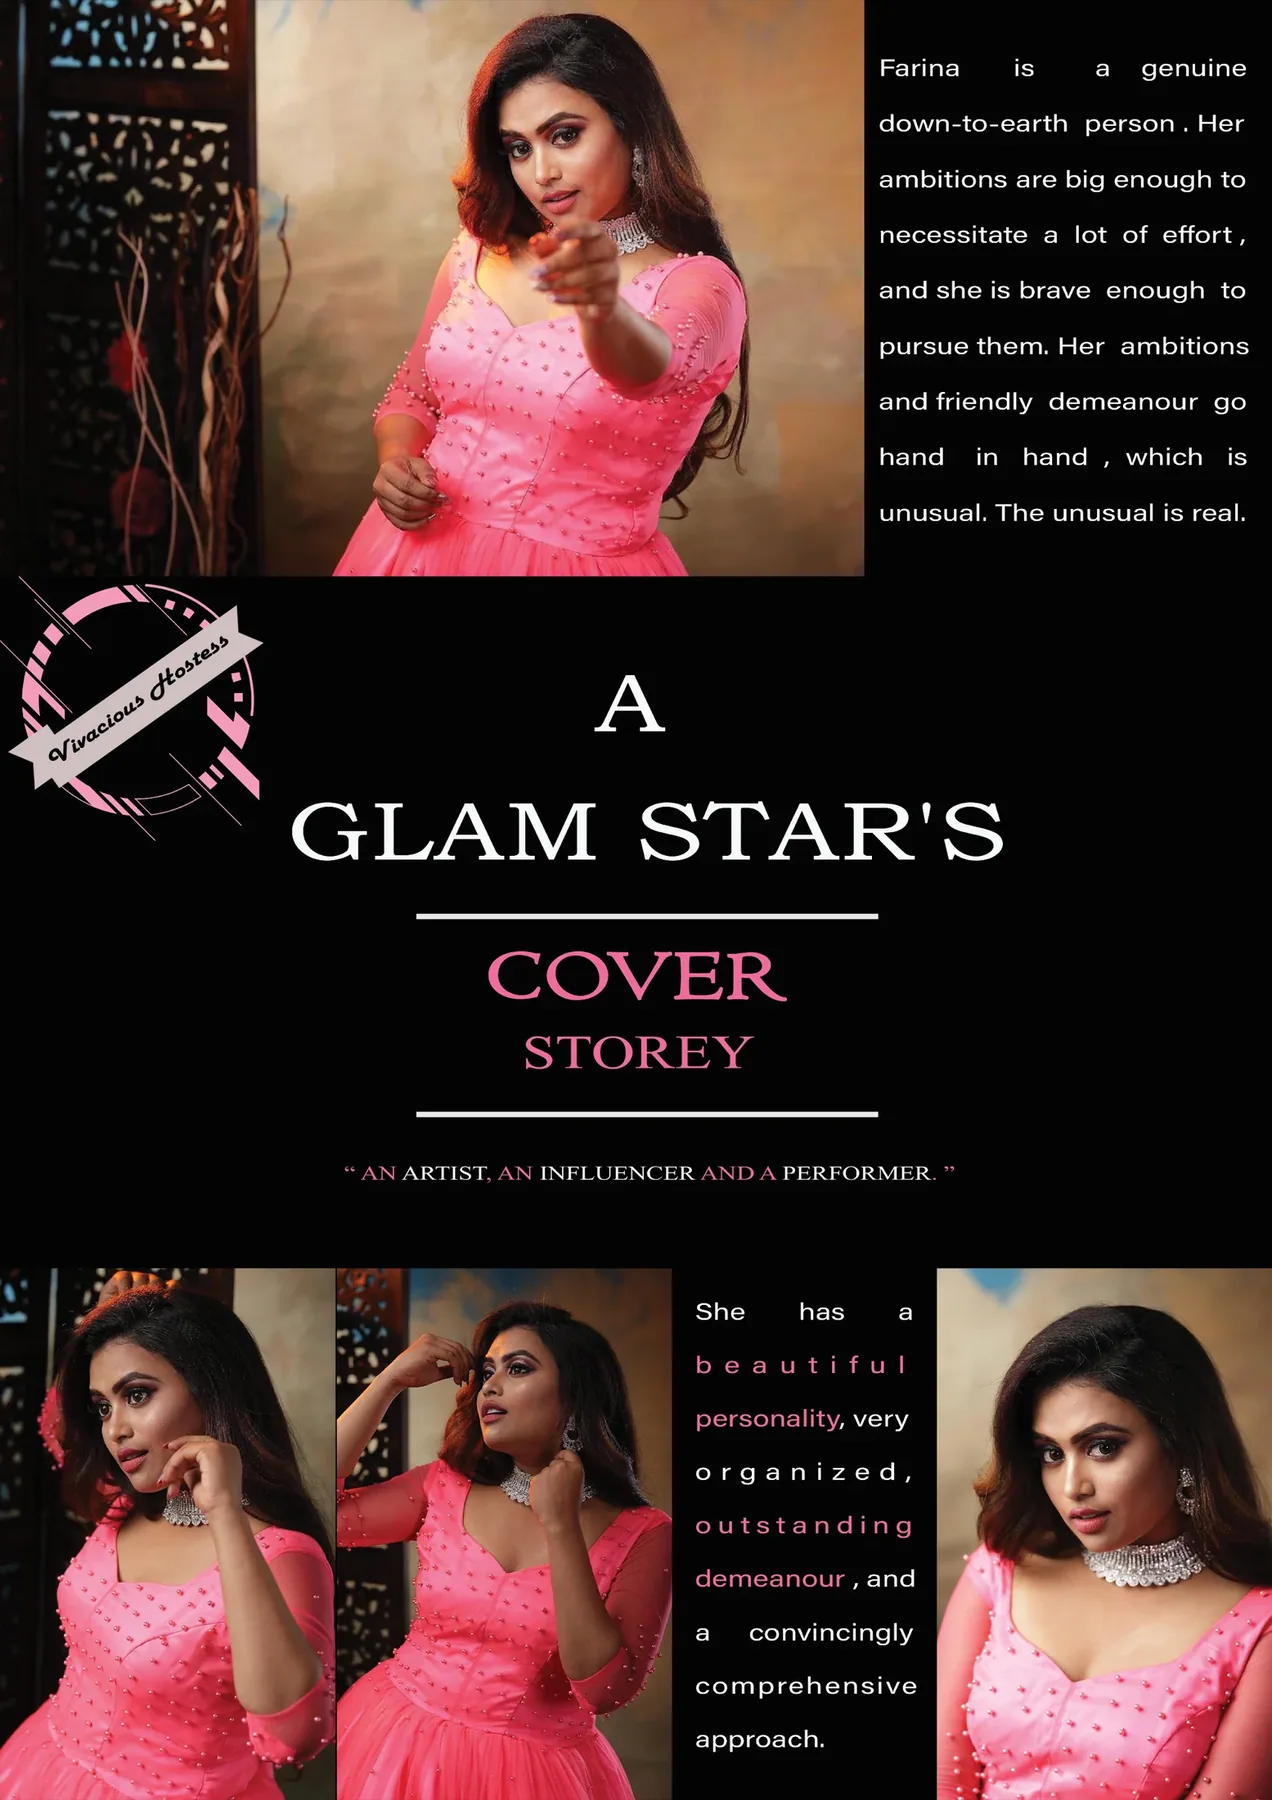 Farina is a genuine
down-to-earth person . Her
ambitions are big enough to
necessitate a lot of effort ,
and she is brave enough to
pursue them. Her ambitions
and friendly demeanour go
hand in hand , which is
unusual. The unusual is real.
Vivacious Hostess
A
GLAM STAR'S
COVER
STOREY
“ AN ARTIST, AN INFLUENCER AND A PERFORMER. ”
She has a
beautiful
personality, very
organized,
outstanding
demeanour , and
a convincingly
comprehensive
approach.